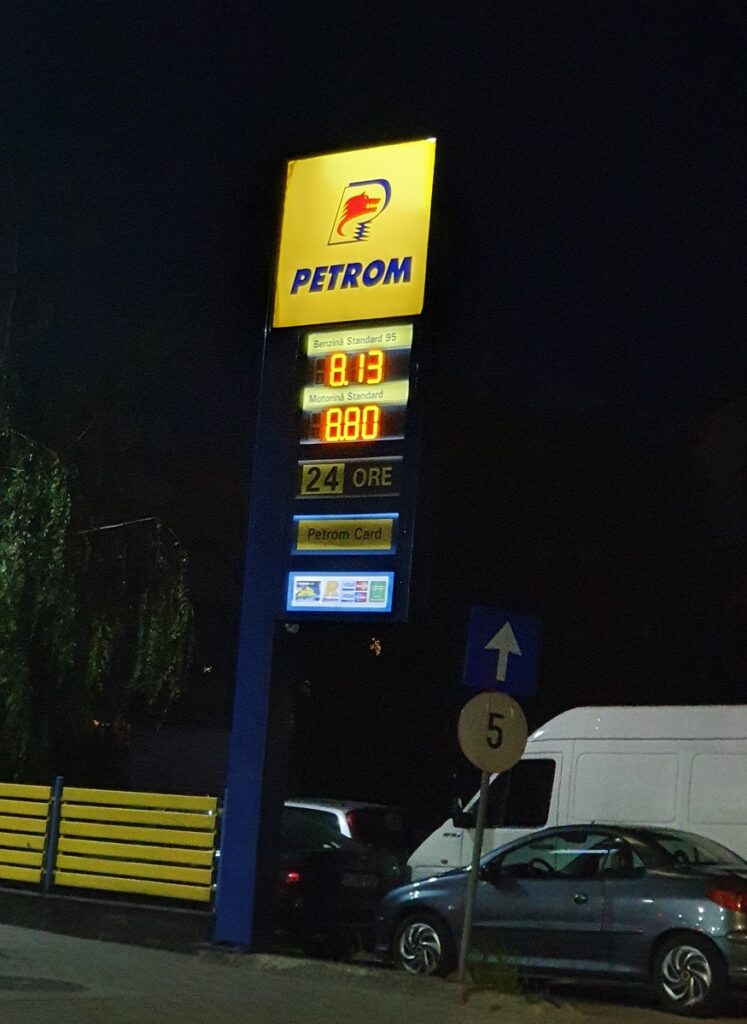 PETROM
Benzină Standard 95
8.13
Motorină Standard
8.80
24 ORE
Petrom Card
5